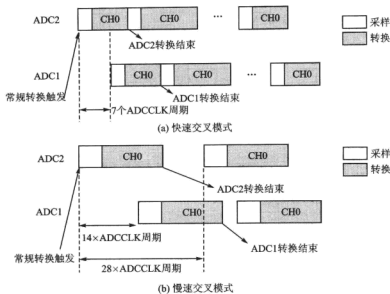 ADC2 CH0 CH0 … CH0 采样
转换
ADC2转换结束
ADC1 CH0 CH0 … CH0
常规转换触发 ADC1转换结束
7个ADCCLK周期
(a) 快速交叉模式
ADC2 CH0 CH0 采样
转换
ADC2转换结束
ADC1 CH0 CH0
14×ADCCLK周期 ADC1转换结束
常规转换触发
28×ADCCLK周期
(b) 慢速交叉模式